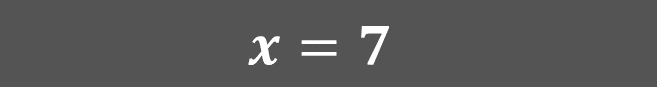 x = 7